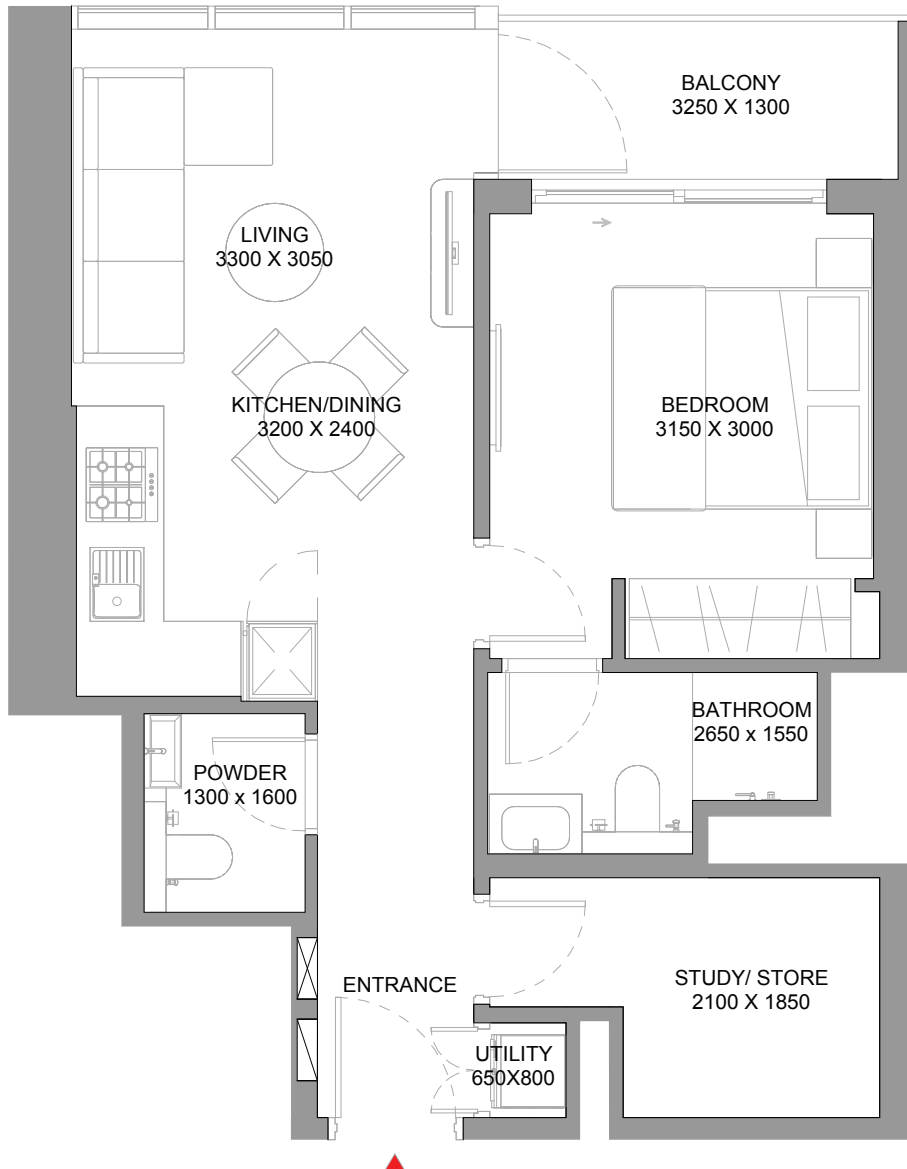 BALCONY
3250 X 1300
LIVING
3300 X 3050
KITCHEN/DINING
3200 X 2400
BEDROOM
3150 X 3000
BATHROOM
2650 x 1550
POWDER
1300 x 1600
ENTRANCE
STUDY/ STORE
2100 X 1850
UTILITY
650X800